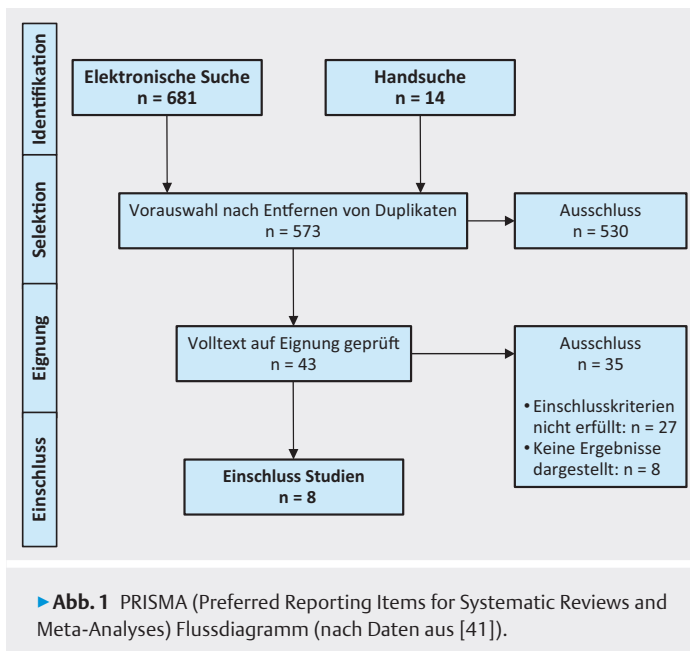 Identifikation
Elektronische Suche
n = 681
Handsuche
n = 14
Selektion
Vorauswahl nach Entfernen von Duplikaten
n = 573
Ausschluss
n = 530
Eignung
Volltext auf Eignung geprüft
n = 43
Ausschluss
n = 35
• Einschlusskriterien
nicht erfüllt: n = 27
• Keine Ergebnisse
dargestellt: n = 8
Einschluss
Einschluss Studien
n = 8
►Abb. 1 PRISMA (Preferred Reporting Items for Systematic Reviews and
Meta-Analyses) Flussdiagramm (nach Daten aus [41]).